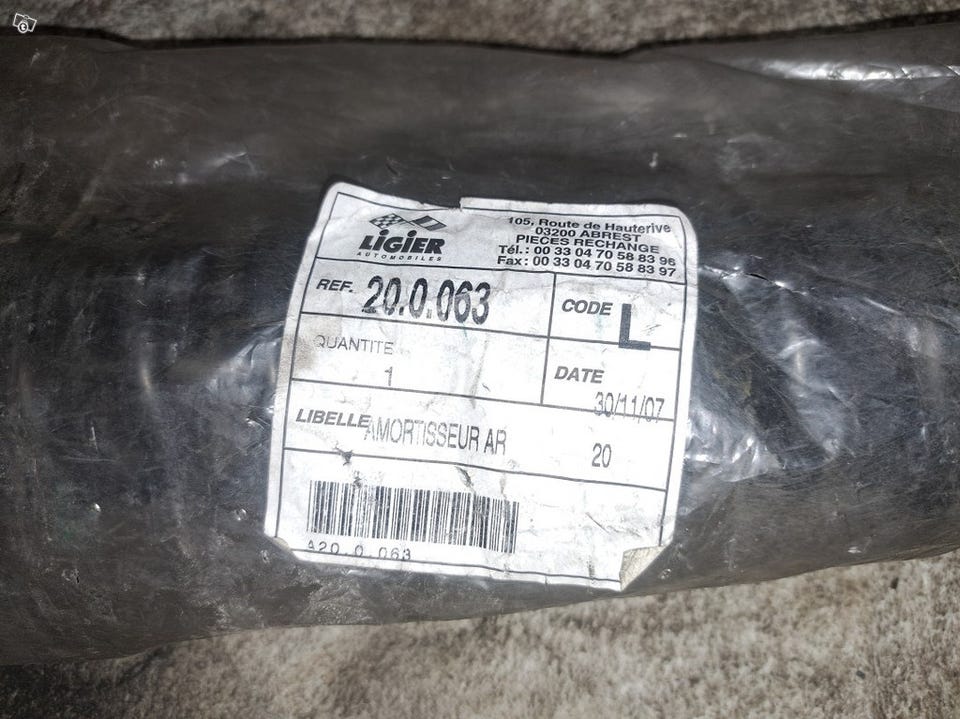 LIGIER
AUTOMOBILES
105, Route de Hauterive
03200 ABREST
PIECES RECHANGE
Tél.: 00 33 04 70 58 83 96
Fax: 00 33 04 70 58 83 97
REF. 20.0.063
CODE L
QUANTITE
1
DATE
30/11/07
LIBELLE AMORTISSEUR AR 20
A20.0.063